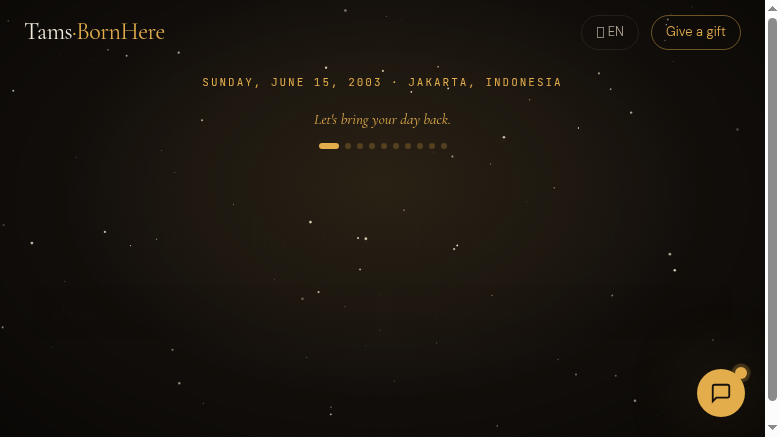 Tams·BornHere
EN
Give a gift
SUNDAY, JUNE 15, 2003 · JAKARTA, INDONESIA
Let's bring your day back.